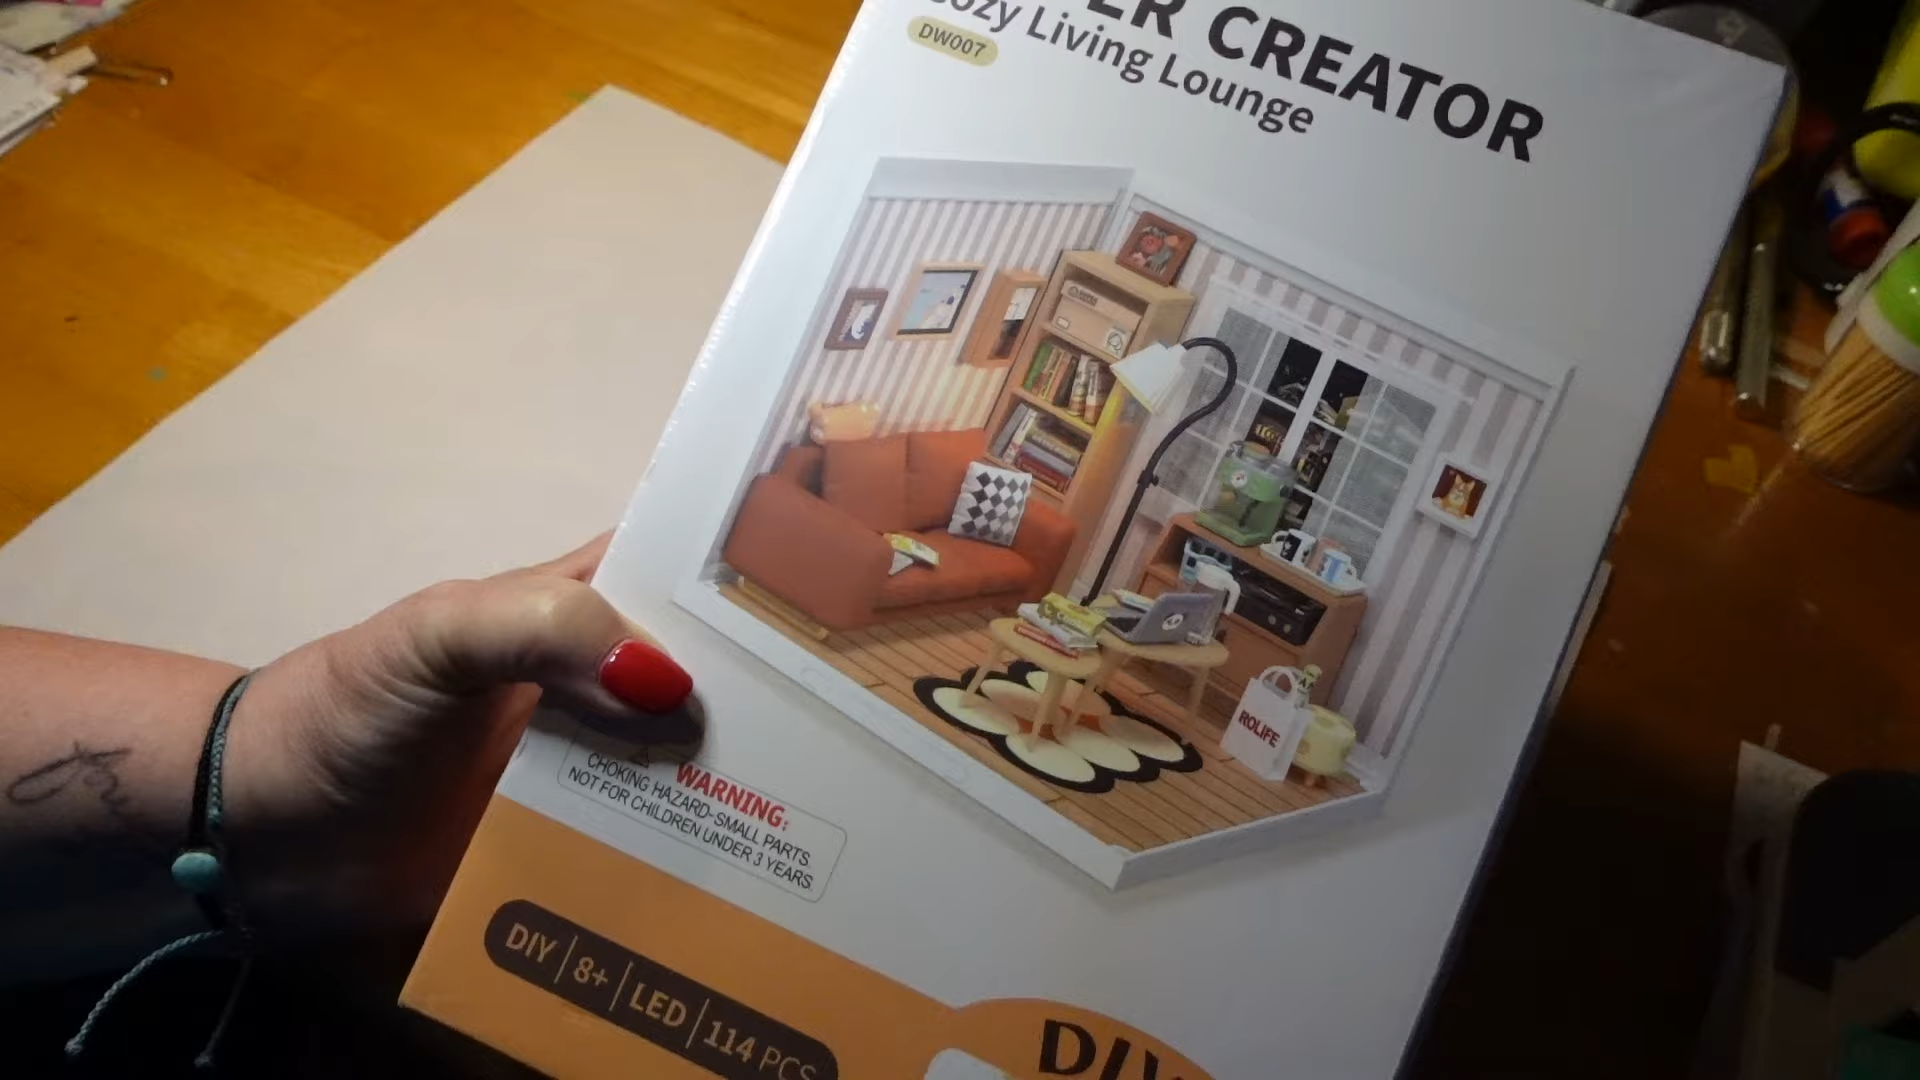 ER CREATOR
ozy Living Lounge
DW007
ROLIFE
WARNING:
CHOKING HAZARD-SMALL PARTS
NOT FOR CHILDREN UNDER 3 YEARS
DIY | 8+ | LED | 114 PCS
DIY